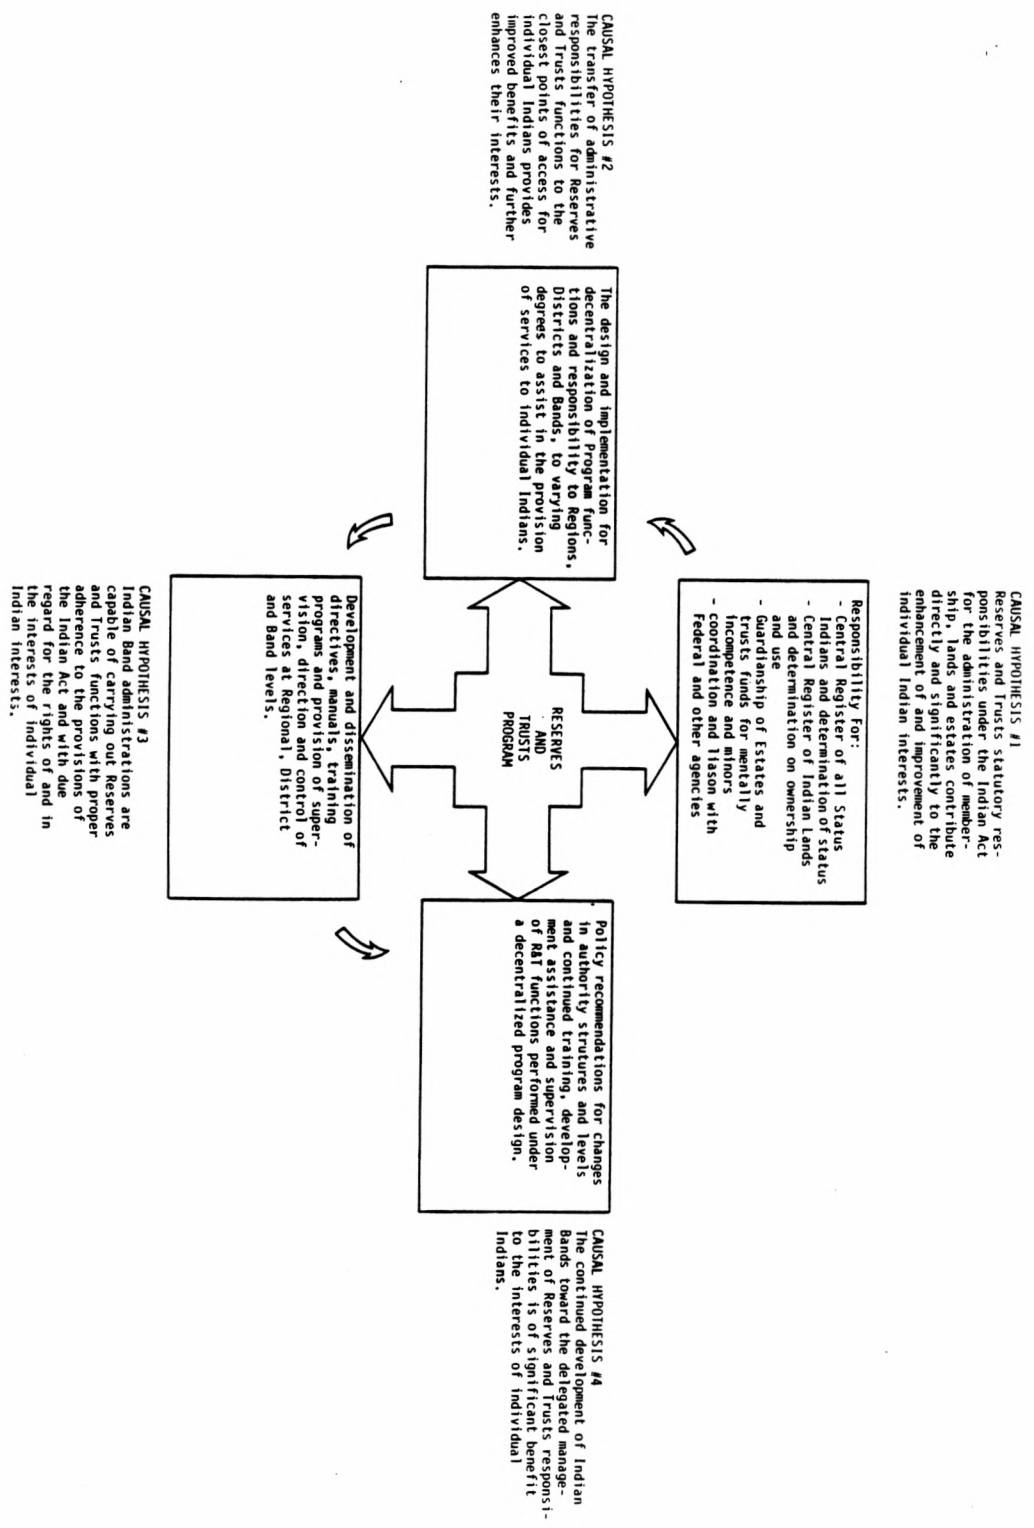 CAUSAL HYPOTHESIS #1
Reserves and Trusts statutory res-
ponsibilities under the Indian Act
for the administration of member-
ship, lands and estates contribute
directly and significantly to the
enhancement of and improvement of
individual Indian interests.
Responsibility For:
- Central Register of all Status
Indians and determination of status
- Central Register of Indian Lands
and determination on ownership
and use
- Guardianship of Estates and
trusts funds for mentally
incompetence and minors
- coordination and liason with
Federal and other agencies
CAUSAL HYPOTHESIS #2
The transfer of administrative
responsibilities for Reserves
and Trusts functions to the
closest points of access for
individual Indians provides
improved benefits and further
enhances their interests.
The design and implementation for
decentralization of Program func-
tions and responsibility to Regions,
Districts and Bands, to varying
degrees to assist in the provision
of services to individual Indians.
RESERVES
AND
TRUSTS
PROGRAM
Policy recommendations for changes
in authority strutures and levels
and continued training, develop-
ment assistance and supervision
of R&T functions performed under
a decentralized program design.
CAUSAL HYPOTHESIS #4
The continued development of Indian
Bands toward the delegated manage-
ment of Reserves and Trusts responsi-
bilities is of significant benefit
to the interests of individual
Indians.
Development and dissemination of
directives, manuals, training
programs and provision of super-
vision, direction and control of
services at Regional, District
and Band levels.
CAUSAL HYPOTHESIS #3
Indian Band administrations are
capable of carrying out Reserves
and Trusts functions with proper
adherence to the provisions of
the Indian Act and with due
regard for the rights of and in
the interests of individual
Indian interests.